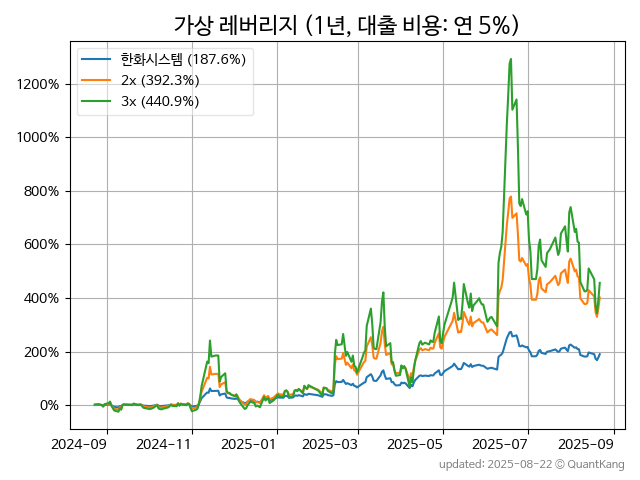 가상 레버리지 (1년, 대출 비용: 연 5%)
한화시스템 (187.6%)
2x (392.3%)
3x (440.9%)
1200%
1000%
800%
600%
400%
200%
0%
2024-09 2024-11 2025-01 2025-03 2025-05 2025-07 2025-09
updated: 2025-08-22 © QuantKang